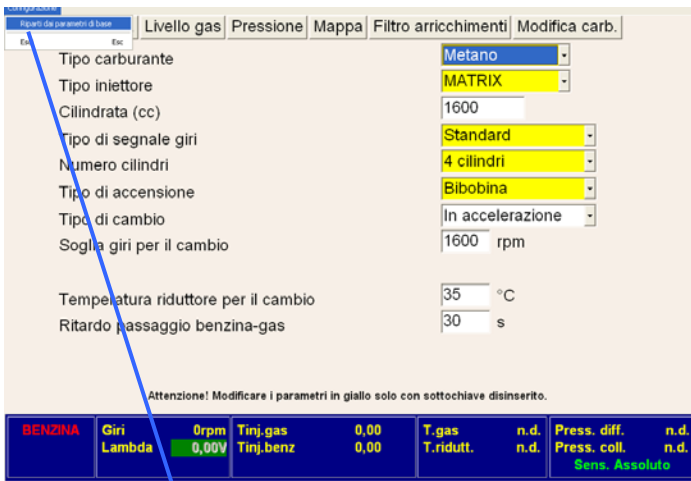 Configurazione
Riparti dai parametri di base
Esci Esc
Livello gas Pressione Mappa Filtro arricchimenti Modifica carb.
Tipo carburante Metano
Tipo iniettore MATRIX
Cilindrata (cc) 1600
Tipo di segnale giri Standard
Numero cilindri 4 cilindri
Tipo di accensione Bibobina
Tipo di cambio In accelerazione
Soglia giri per il cambio 1600 rpm
Temperatura riduttore per il cambio 35 °C
Ritardo passaggio benzina-gas 30 s
Attenzione! Modificare i parametri in giallo solo con sottochiave disinserito.
BENZINA Giri 0rpm Tinj.gas 0,00 T.gas n.d. Press. diff. n.d.
Lambda 0,00V Tinj.benz 0,00 T.ridutt. n.d. Press. coll. n.d.
Sens. Assoluto